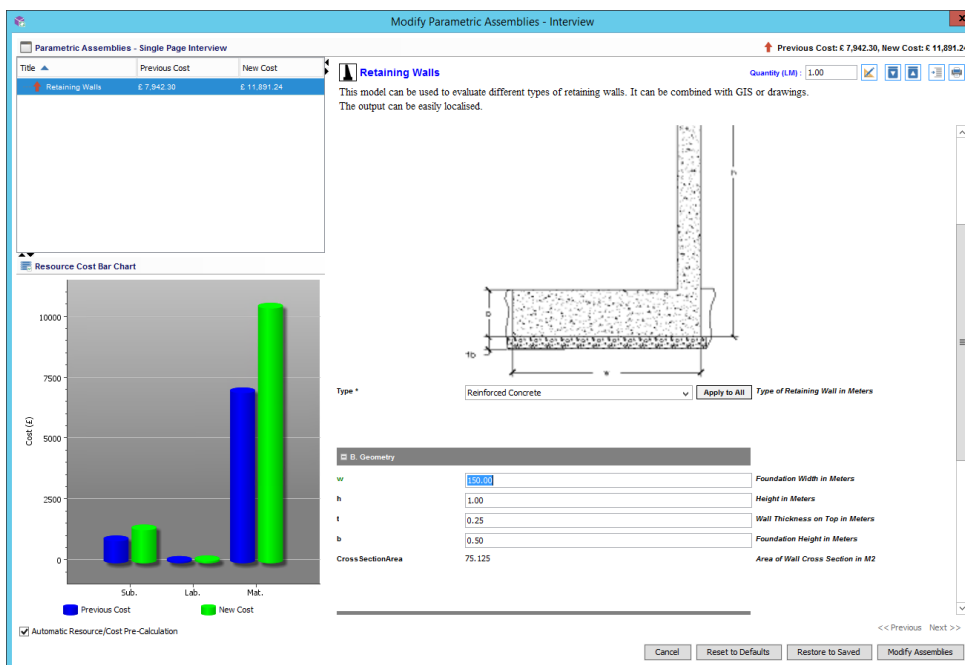 Modify Parametric Assemblies - Interview
Parametric Assemblies - Single Page Interview
Previous Cost: £ 7,942.30, New Cost: £ 11,891.24
Title Previous Cost New Cost
Retaining Walls £ 7,942.30 £ 11,891.24
Retaining Walls
Quantity (LM) : 1.00
This model can be used to evaluate different types of retaining walls. It can be combined with GIS or drawings.
The output can be easily localised.
Resource Cost Bar Chart
10000
7500
5000
2500
0
Cost (£)
Sub. Lab. Mat.
Previous Cost New Cost
Automatic Resource/Cost Pre-Calculation
Type * Reinforced Concrete Apply to All Type of Retaining Wall in Meters
B. Geometry
w 150.00 Foundation Width in Meters
h 1.00 Height in Meters
t 0.25 Wall Thickness on Top in Meters
b 0.50 Foundation Height in Meters
CrossSectionArea 75.125 Area of Wall Cross Section in M2
<< Previous Next >>
Cancel Reset to Defaults Restore to Saved Modify Assemblies